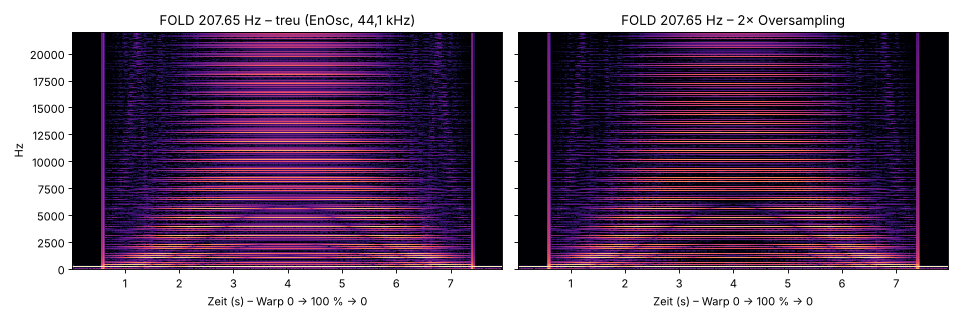 FOLD 207.65 Hz – treu (EnOsc, 44,1 kHz)
FOLD 207.65 Hz – 2× Oversampling
Hz
20000
17500
15000
12500
10000
7500
5000
2500
0
1 2 3 4 5 6 7
1 2 3 4 5 6 7
Zeit (s) – Warp 0 → 100 % → 0
Zeit (s) – Warp 0 → 100 % → 0